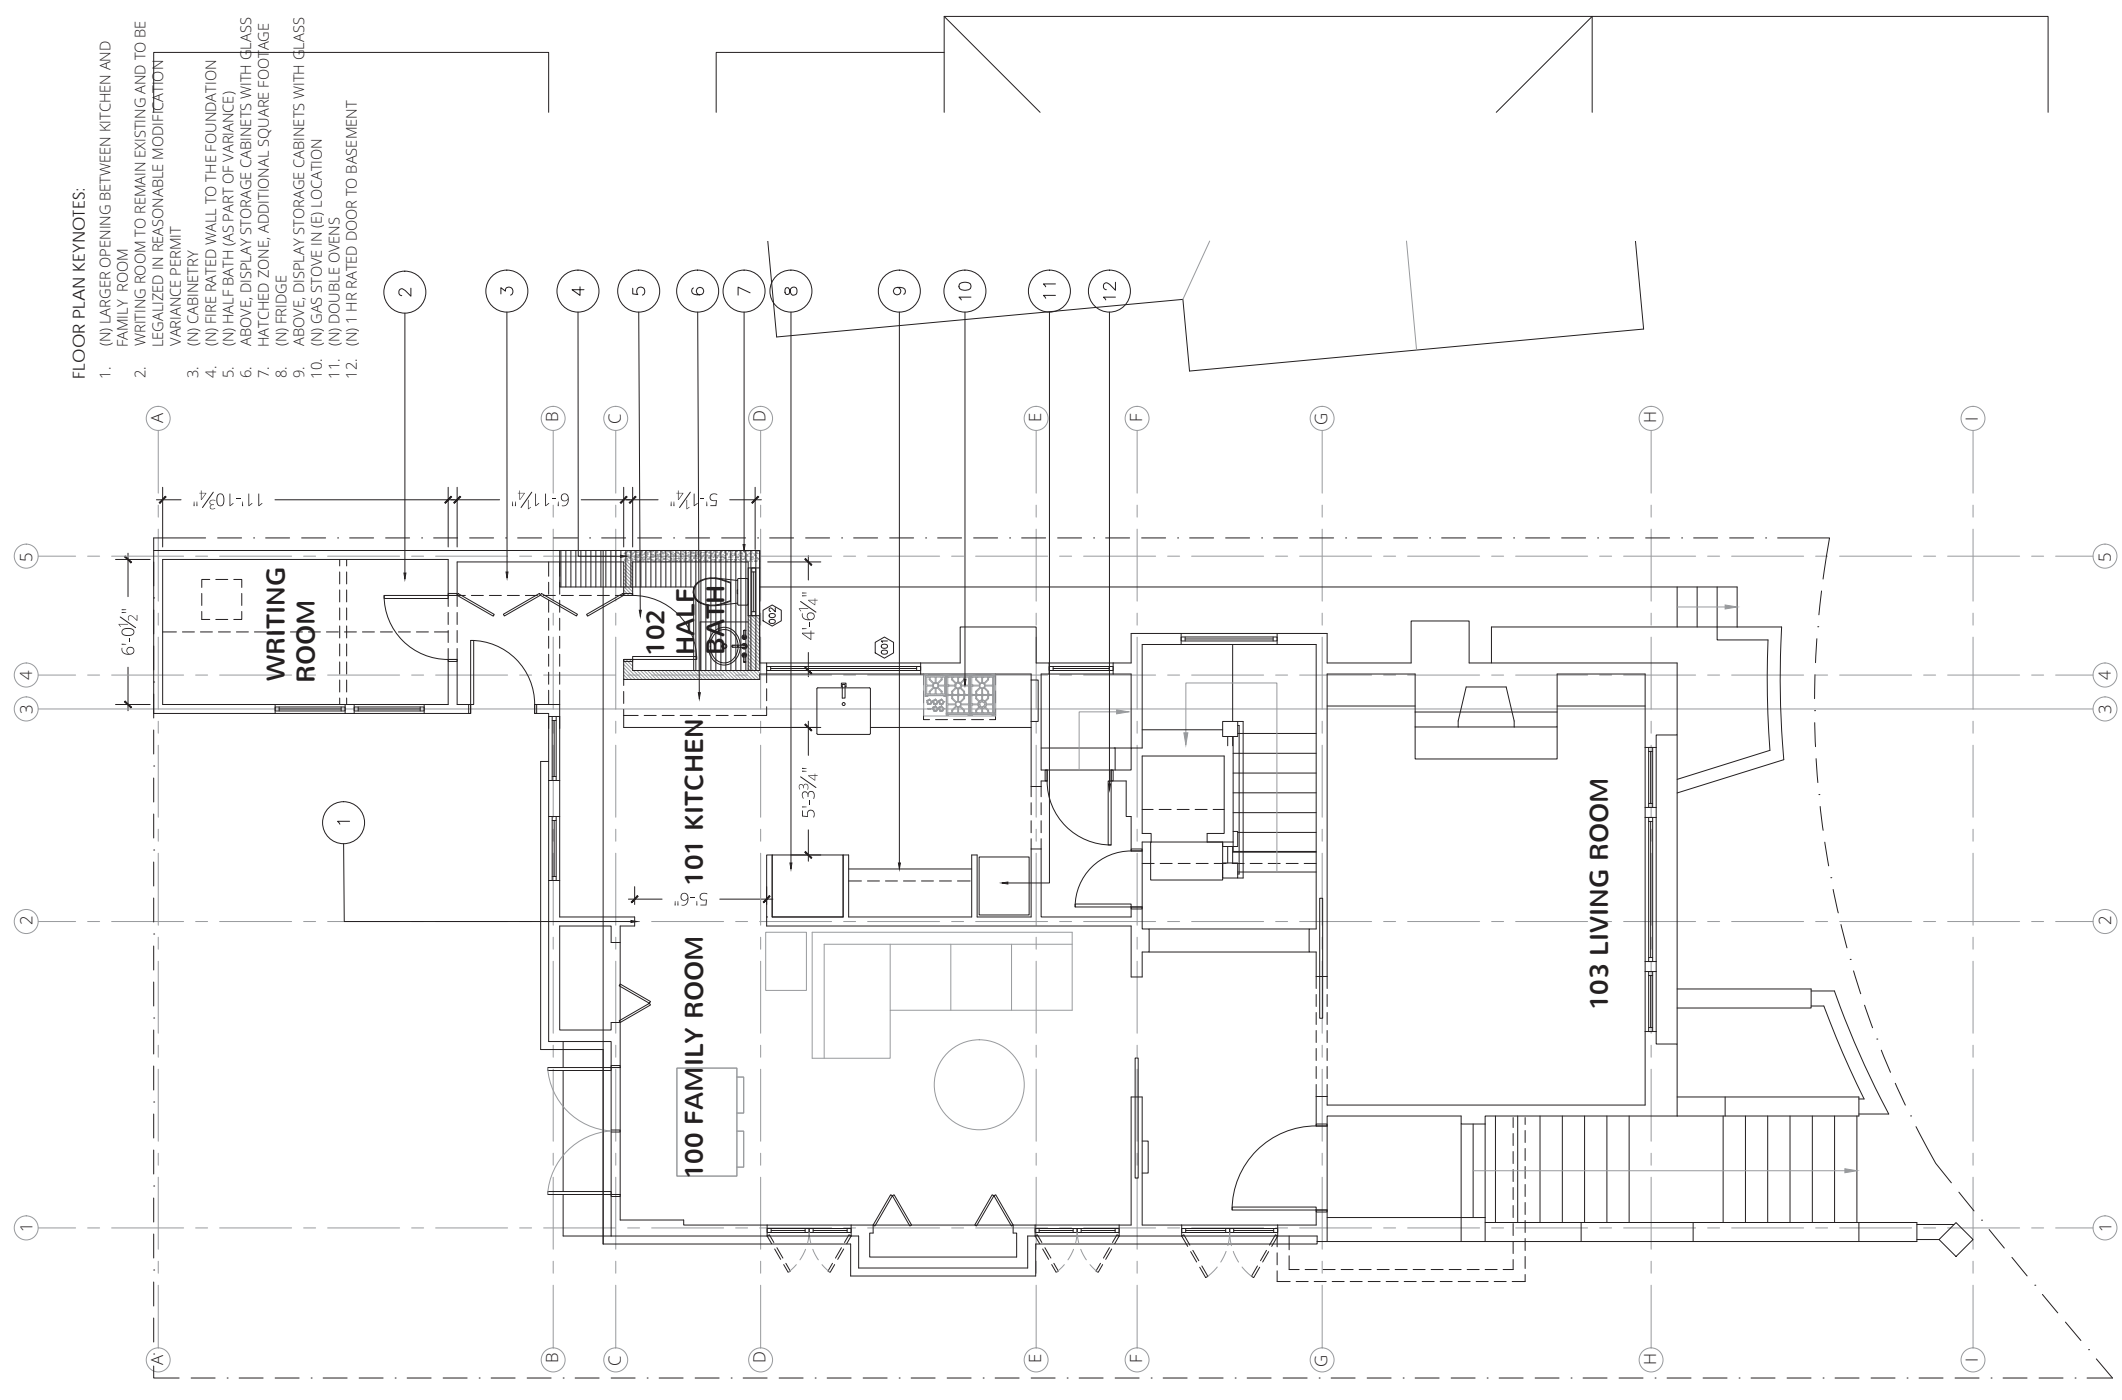 FLOOR PLAN KEYNOTES:
1. (N) LARGER OPENING BETWEEN KITCHEN AND
FAMILY ROOM
2. WRITING ROOM TO REMAIN EXISTING AND TO BE
LEGALIZED IN REASONABLE MODIFICATION
VARIANCE PERMIT
3. (N) CABINETRY
4. (N) FIRE RATED WALL TO THE FOUNDATION
5. (N) HALF BATH (AS PART OF VARIANCE)
6. ABOVE, DISPLAY STORAGE CABINETS WITH GLASS
7. HATCHED ZONE, ADDITIONAL SQUARE FOOTAGE
8. (N) FRIDGE
9. ABOVE, DISPLAY STORAGE CABINETS WITH GLASS
10. (N) GAS STOVE IN (E) LOCATION
11. (N) DOUBLE OVENS
12. (N) 1 HR RATED DOOR TO BASEMENT
2
3
4
5
6
7
8
9
10
11
12
1
A
B
C
D
E
F
G
H
I
11'-10¾"
6'-11¼"
5'-1¼"
6'-0½"
4'-6¼"
5'-3¾"
5'-6"
WRITING
ROOM
102
HALF
BATH
002
001
101 KITCHEN
100 FAMILY ROOM
103 LIVING ROOM
5
4
3
2
1
5
4
3
2
1
A
B
C
D
E
F
G
H
I